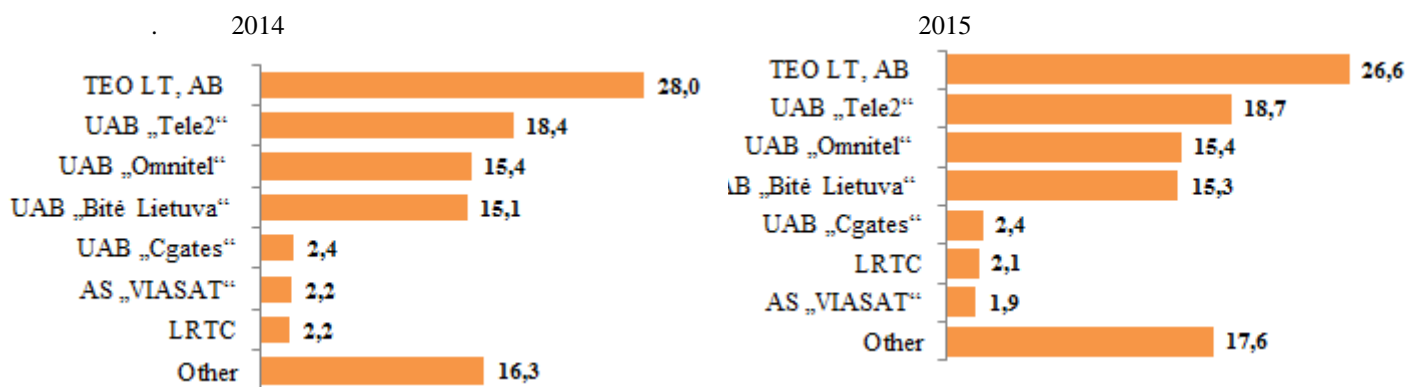 . 2014
TEO LT, AB 28,0
UAB „Tele2“ 18,4
UAB „Omnitel“ 15,4
UAB „Bitė Lietuva“ 15,1
UAB „Cgates“ 2,4
AS „VIASAT“ 2,2
LRTC 2,2
Other 16,3
2015
TEO LT, AB 26,6
UAB „Tele2“ 18,7
UAB „Omnitel“ 15,4
AB „Bitė Lietuva“ 15,3
UAB „Cgates“ 2,4
LRTC 2,1
AS „VIASAT“ 1,9
Other 17,6